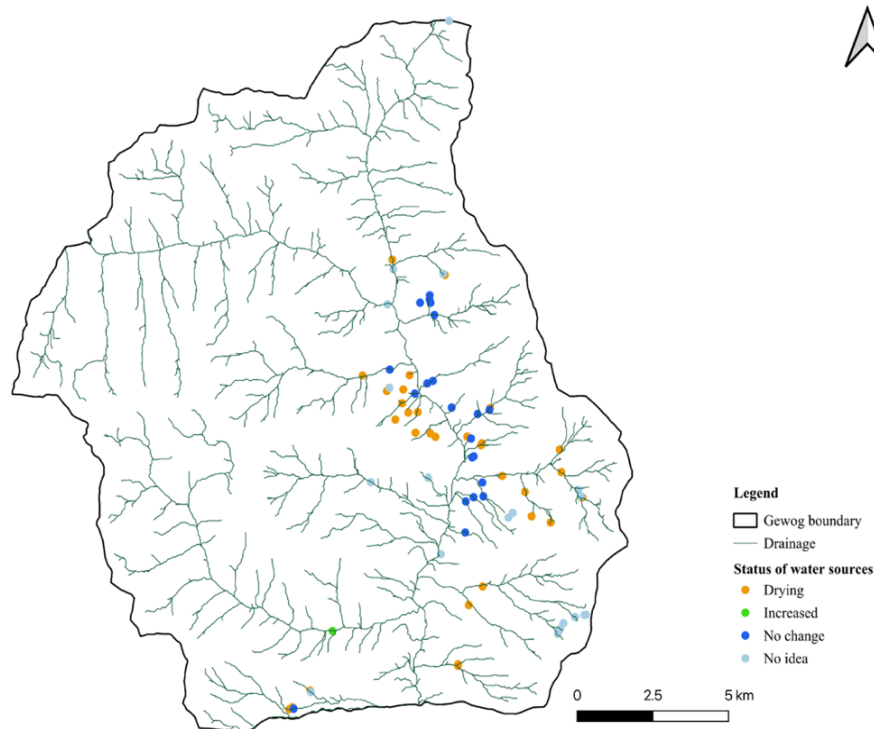 Legend
Gewog boundary
Drainage
Status of water sources
Drying
Increased
No change
No idea
0 2.5 5 km